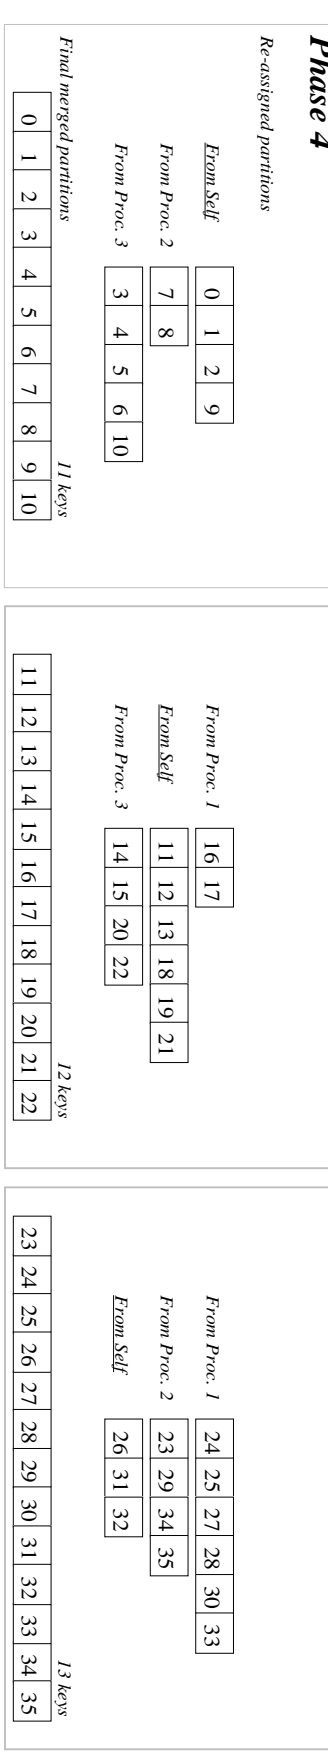 Phase 4
Re-assigned partitions
From Self 0 1 2 9
From Proc. 2 7 8
From Proc. 3 3 4 5 6 10
Final merged partitions 11 keys
0 1 2 3 4 5 6 7 8 9 10
From Proc. 1 16 17
From Self 11 12 13 18 19 21
From Proc. 3 14 15 20 22
12 keys
11 12 13 14 15 16 17 18 19 20 21 22
From Proc. 1 24 25 27 28 30 33
From Proc. 2 23 29 34 35
From Self 26 31 32
13 keys
23 24 25 26 27 28 29 30 31 32 33 34 35